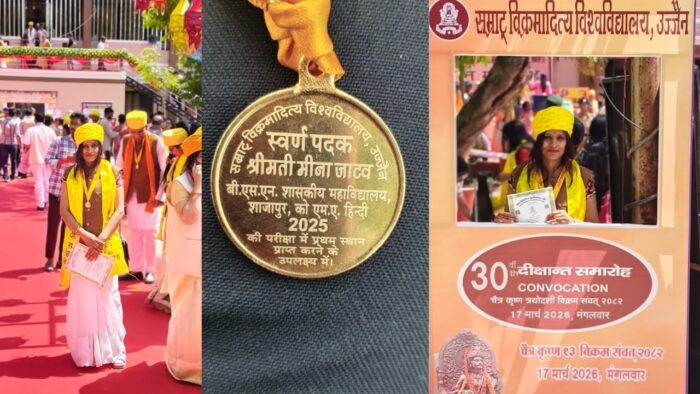 सम्राट् विक्रमादित्य विश्वविद्यालय, उज्जैन
स्वर्ण पदक
श्रीमती मीना जाटव
बी.एस.एन. शासकीय महाविद्यालय,
शाजापुर, को एम.ए. हिन्दी
2025
की परीक्षा में प्रथम स्थान
प्राप्त करने के
उपलक्ष्य में।
सम्राट् विक्रमादित्य विश्वविद्यालय, उज्जैन
30 वाँ th दीक्षान्त समारोह
CONVOCATION
चैत्र कृष्ण त्रयोदशी विक्रम संवत् २०८२
17 मार्च 2026, मंगलवार
चैत्र कृष्ण १३ विक्रम संवत् २०८२
17 मार्च 2026, मंगलवार